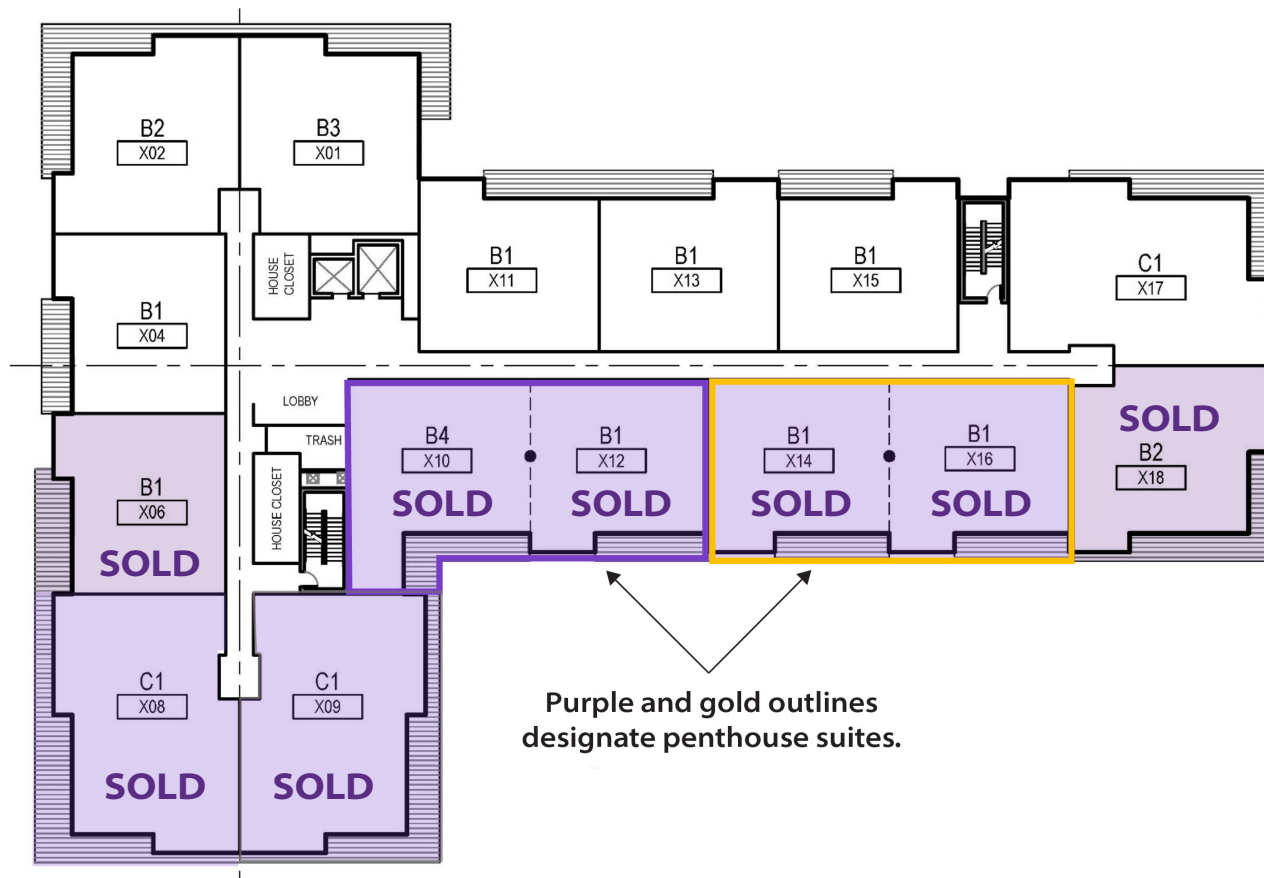 B2
X02
B3
X01
B1
X11
B1
X13
B1
X15
C1
X17
HOUSE
CLOSET
B1
X04
LOBBY
TRASH
HOUSE CLOSET
B4
X10
SOLD
B1
X12
SOLD
B1
X14
SOLD
B1
X16
SOLD
SOLD
B2
X18
B1
X06
SOLD
C1
X08
SOLD
C1
X09
SOLD
Purple and gold outlines
designate penthouse suites.